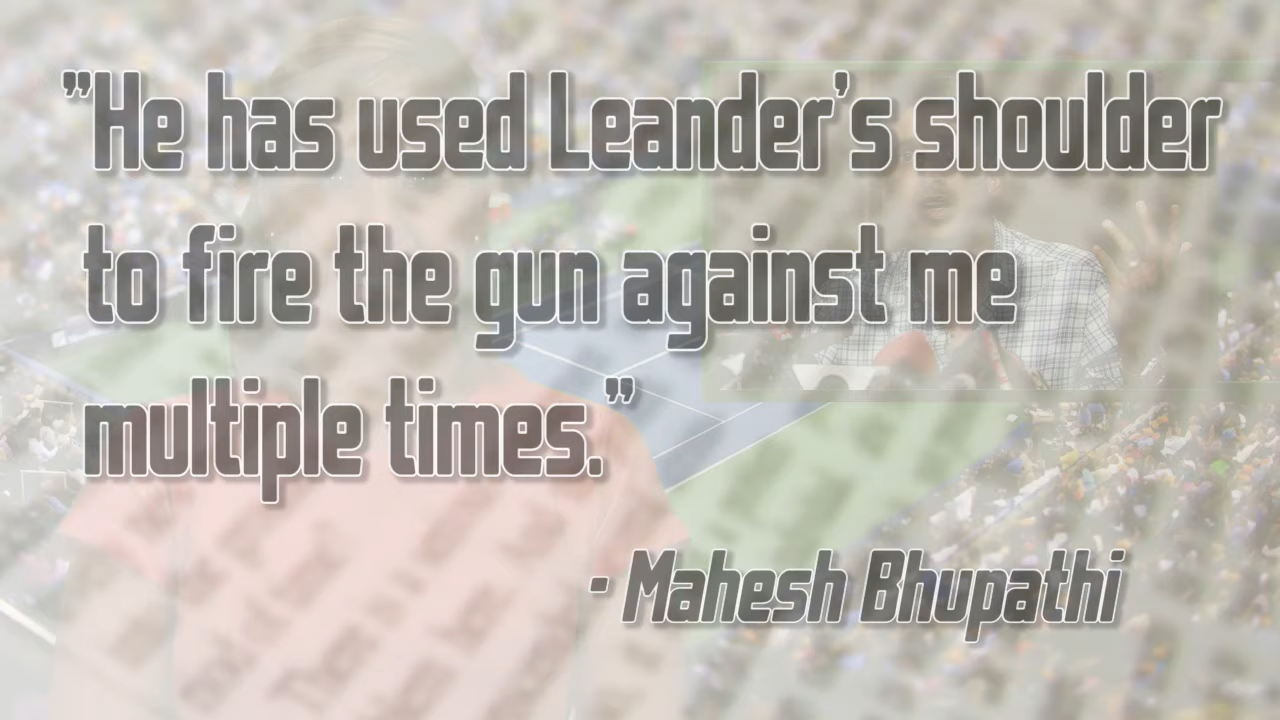 ”He has used Leander’s shoulder
to fire the gun against me
multiple times.”
- Mahesh Bhupathi